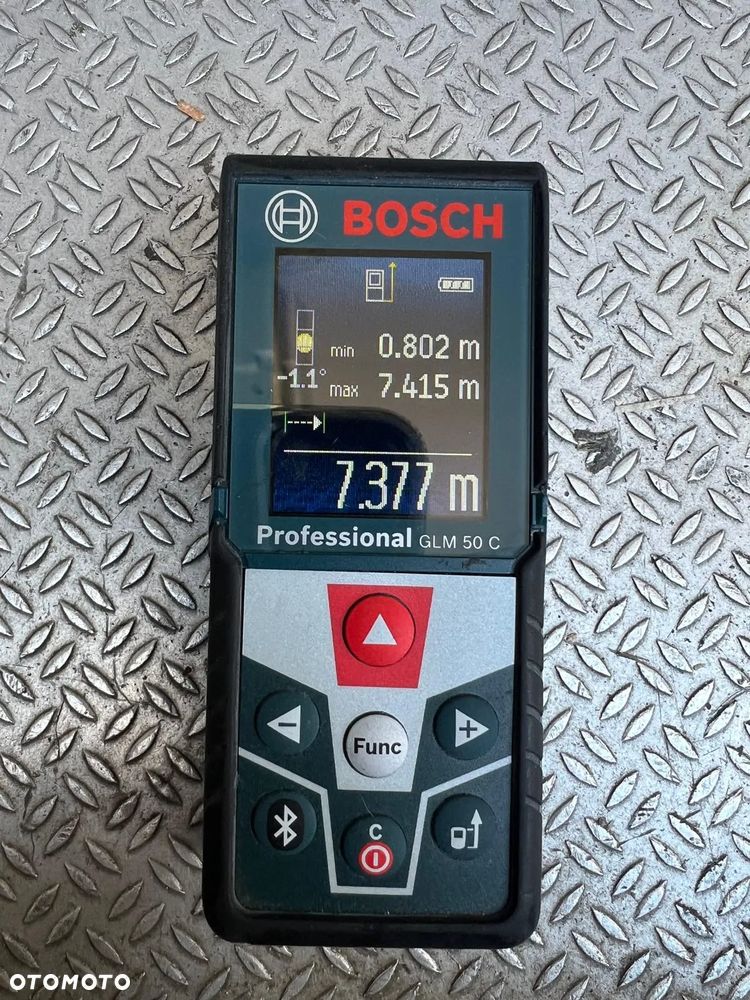 BOSCH
min 0.802 m
-1.1° max 7.415 m
7.377 m
Professional GLM 50 C
- Func +
C
OTOMOTO